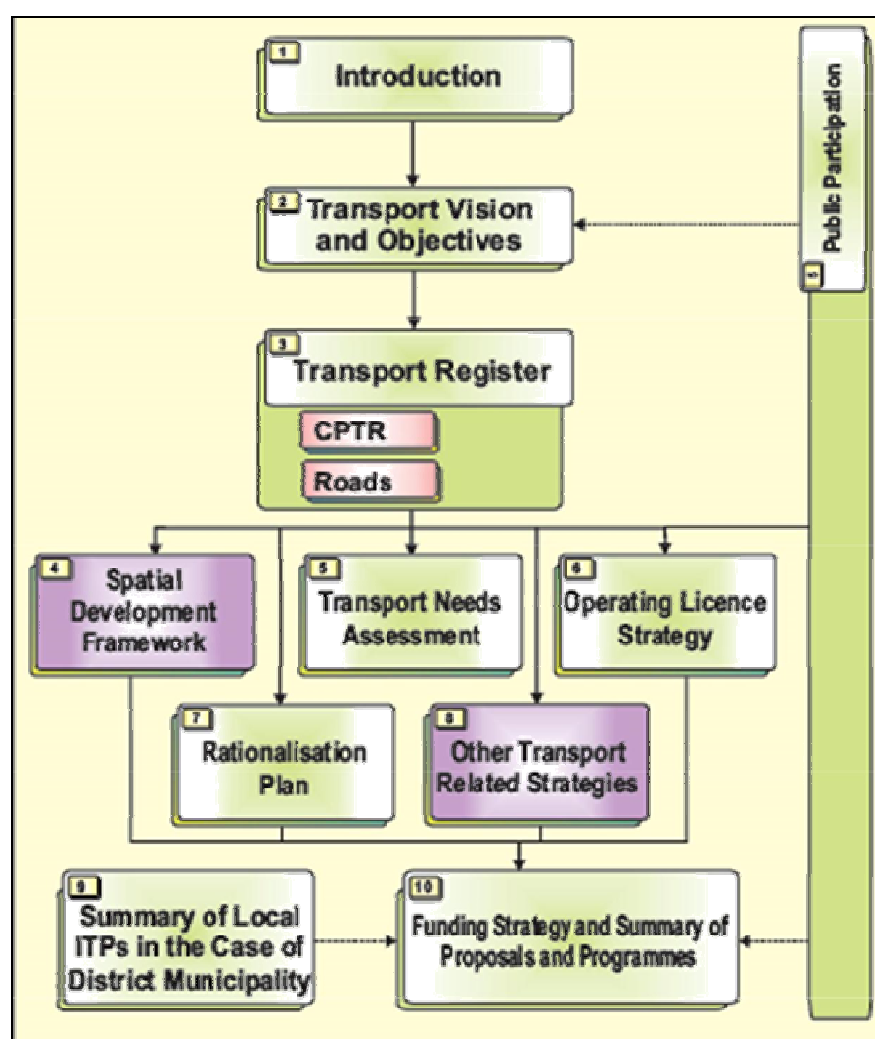 1
Introduction
2
Transport Vision
and Objectives
Public Participation
3
Transport Register
CPTR
Roads
4
Spatial
Development
Framework
5
Transport Needs
Assessment
6
Operating Licence
Strategy
7
Rationalisation
Plan
8
Other Transport
Related Strategies
9
Summary of Local
ITPs in the Case of
District Municipality
10
Funding Strategy and Summary of
Proposals and Programmes